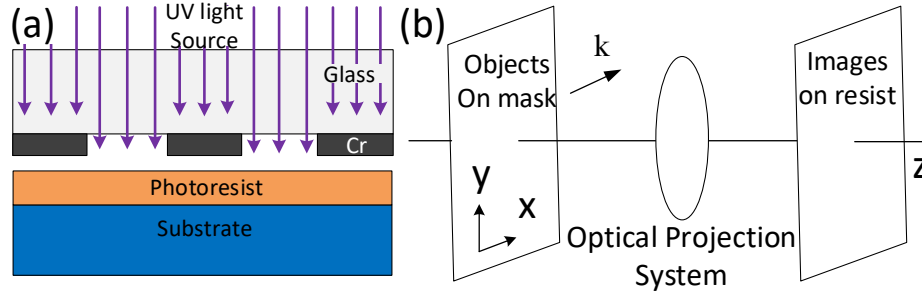 (a)
UV light
Source
Glass
Cr
Photoresist
Substrate
(b)
Objects
On mask
k
Images
on resist
y
x
z
Optical Projection
System